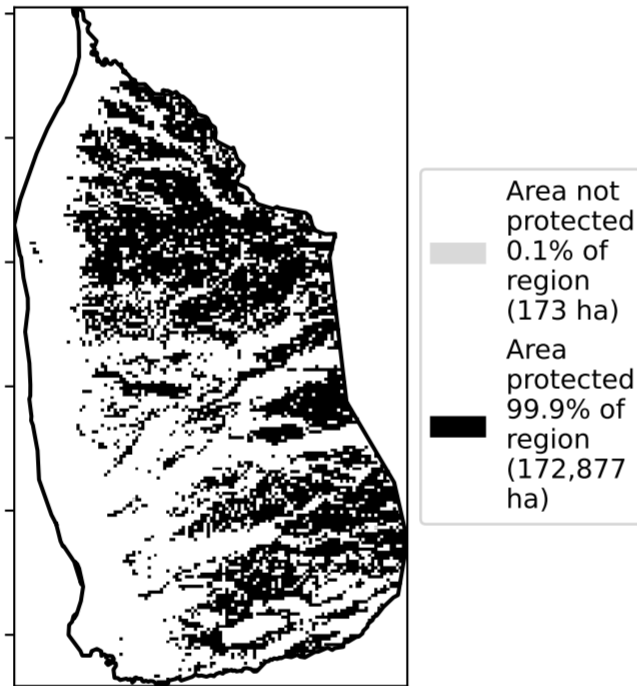 Area not
protected
0.1% of
region
(173 ha)
Area
protected
99.9% of
region
(172,877
ha)